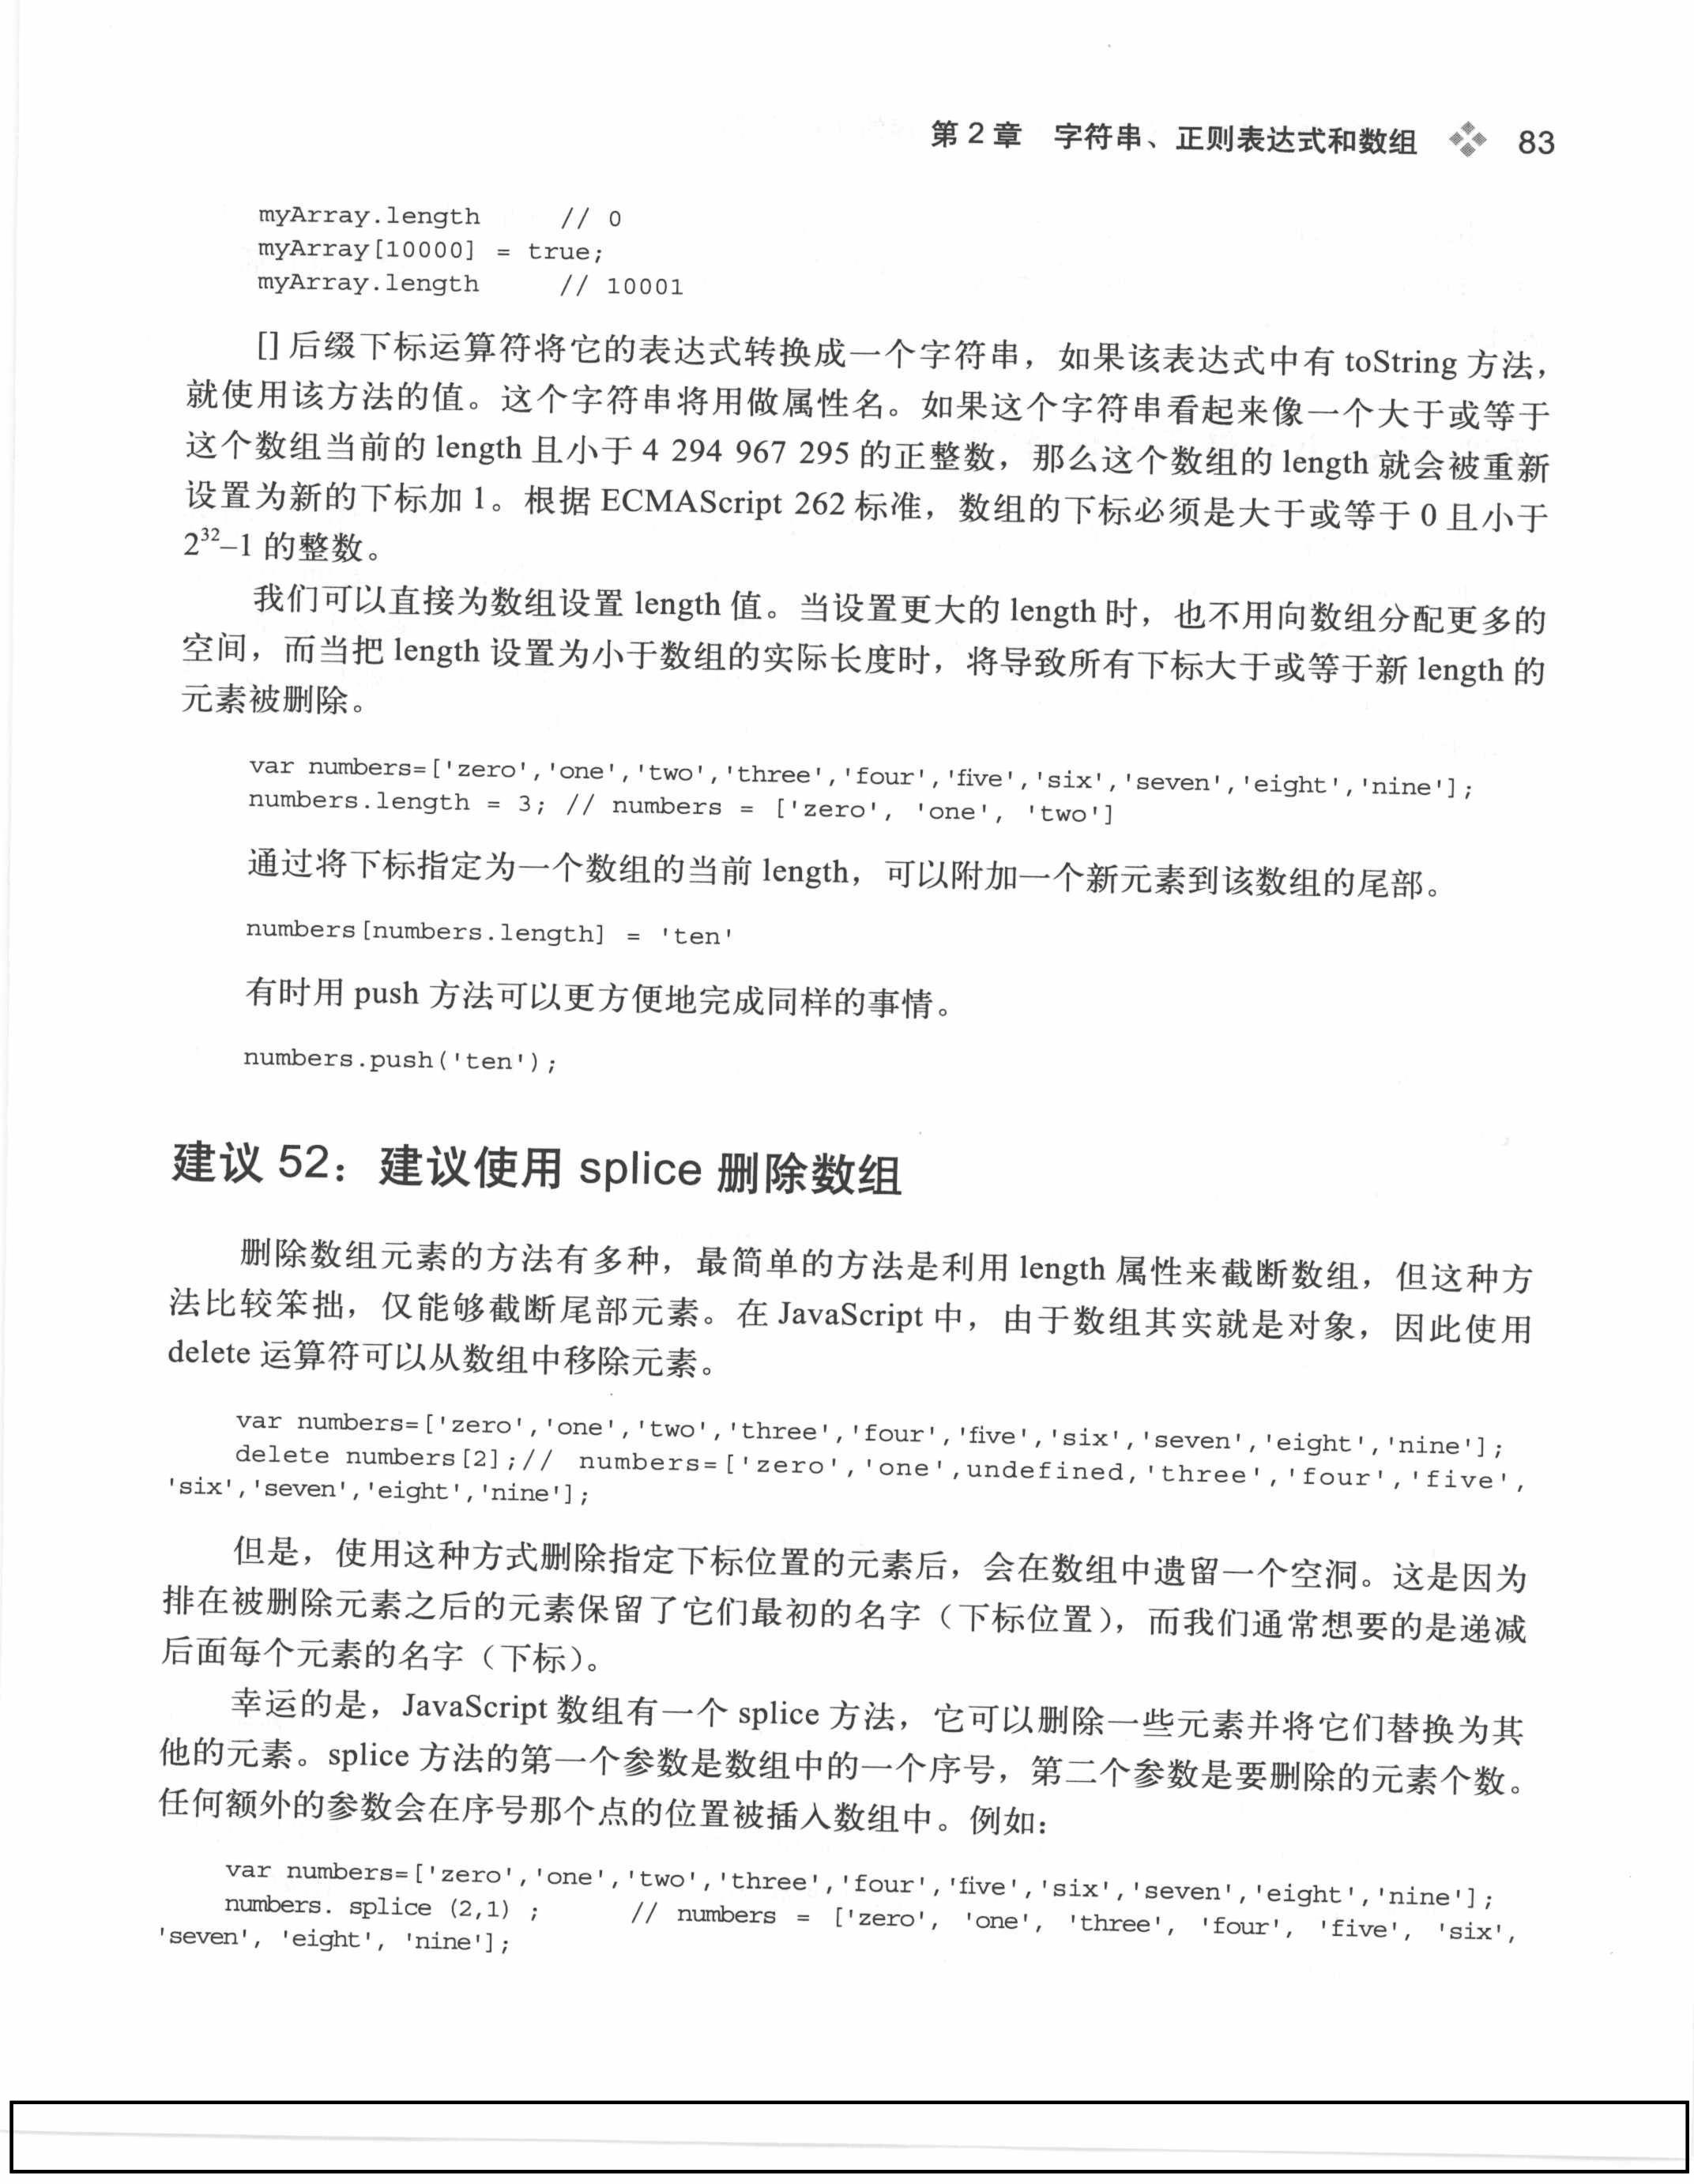 第 2 章　字符串、正则表达式和数组　83
myArray.length     // 0
myArray[10000] = true;
myArray.length     // 10001
[] 后缀下标运算符将它的表达式转换成一个字符串，如果该表达式中有 toString 方法，
就使用该方法的值。这个字符串将用做属性名。如果这个字符串看起来像一个大于或等于
这个数组当前的 length 且小于 4 294 967 295 的正整数，那么这个数组的 length 就会被重新
设置为新的下标加 1。根据 ECMAScript 262 标准，数组的下标必须是大于或等于 0 且小于
2³²–1 的整数。
我们可以直接为数组设置 length 值。当设置更大的 length 时，也不用向数组分配更多的
空间，而当把 length 设置为小于数组的实际长度时，将导致所有下标大于或等于新 length 的
元素被删除。
var numbers=['zero','one','two','three','four','five','six','seven','eight','nine'];
numbers.length = 3; // numbers = ['zero', 'one', 'two']
通过将下标指定为一个数组的当前 length，可以附加一个新元素到该数组的尾部。
numbers[numbers.length] = 'ten'
有时用 push 方法可以更方便地完成同样的事情。
numbers.push('ten');
建议 52：建议使用 splice 删除数组
删除数组元素的方法有多种，最简单的方法是利用 length 属性来截断数组，但这种方
法比较笨拙，仅能够截断尾部元素。在 JavaScript 中，由于数组其实就是对象，因此使用
delete 运算符可以从数组中移除元素。
var numbers=['zero','one','two','three','four','five','six','seven','eight','nine'];
delete numbers[2];// numbers=['zero','one',undefined,'three','four','five',
'six','seven','eight','nine'];
但是，使用这种方式删除指定下标位置的元素后，会在数组中遗留一个空洞。这是因为
排在被删除元素之后的元素保留了它们最初的名字（下标位置），而我们通常想要的是递减
后面每个元素的名字（下标）。
幸运的是，JavaScript 数组有一个 splice 方法，它可以删除一些元素并将它们替换为其
他的元素。splice 方法的第一个参数是数组中的一个序号，第二个参数是要删除的元素个数。
任何额外的参数会在序号那个点的位置被插入数组中。例如：
var numbers=['zero','one','two','three','four','five','six','seven','eight','nine'];
numbers. splice (2,1) ;      // numbers = ['zero', 'one', 'three', 'four', 'five', 'six',
'seven', 'eight', 'nine'];